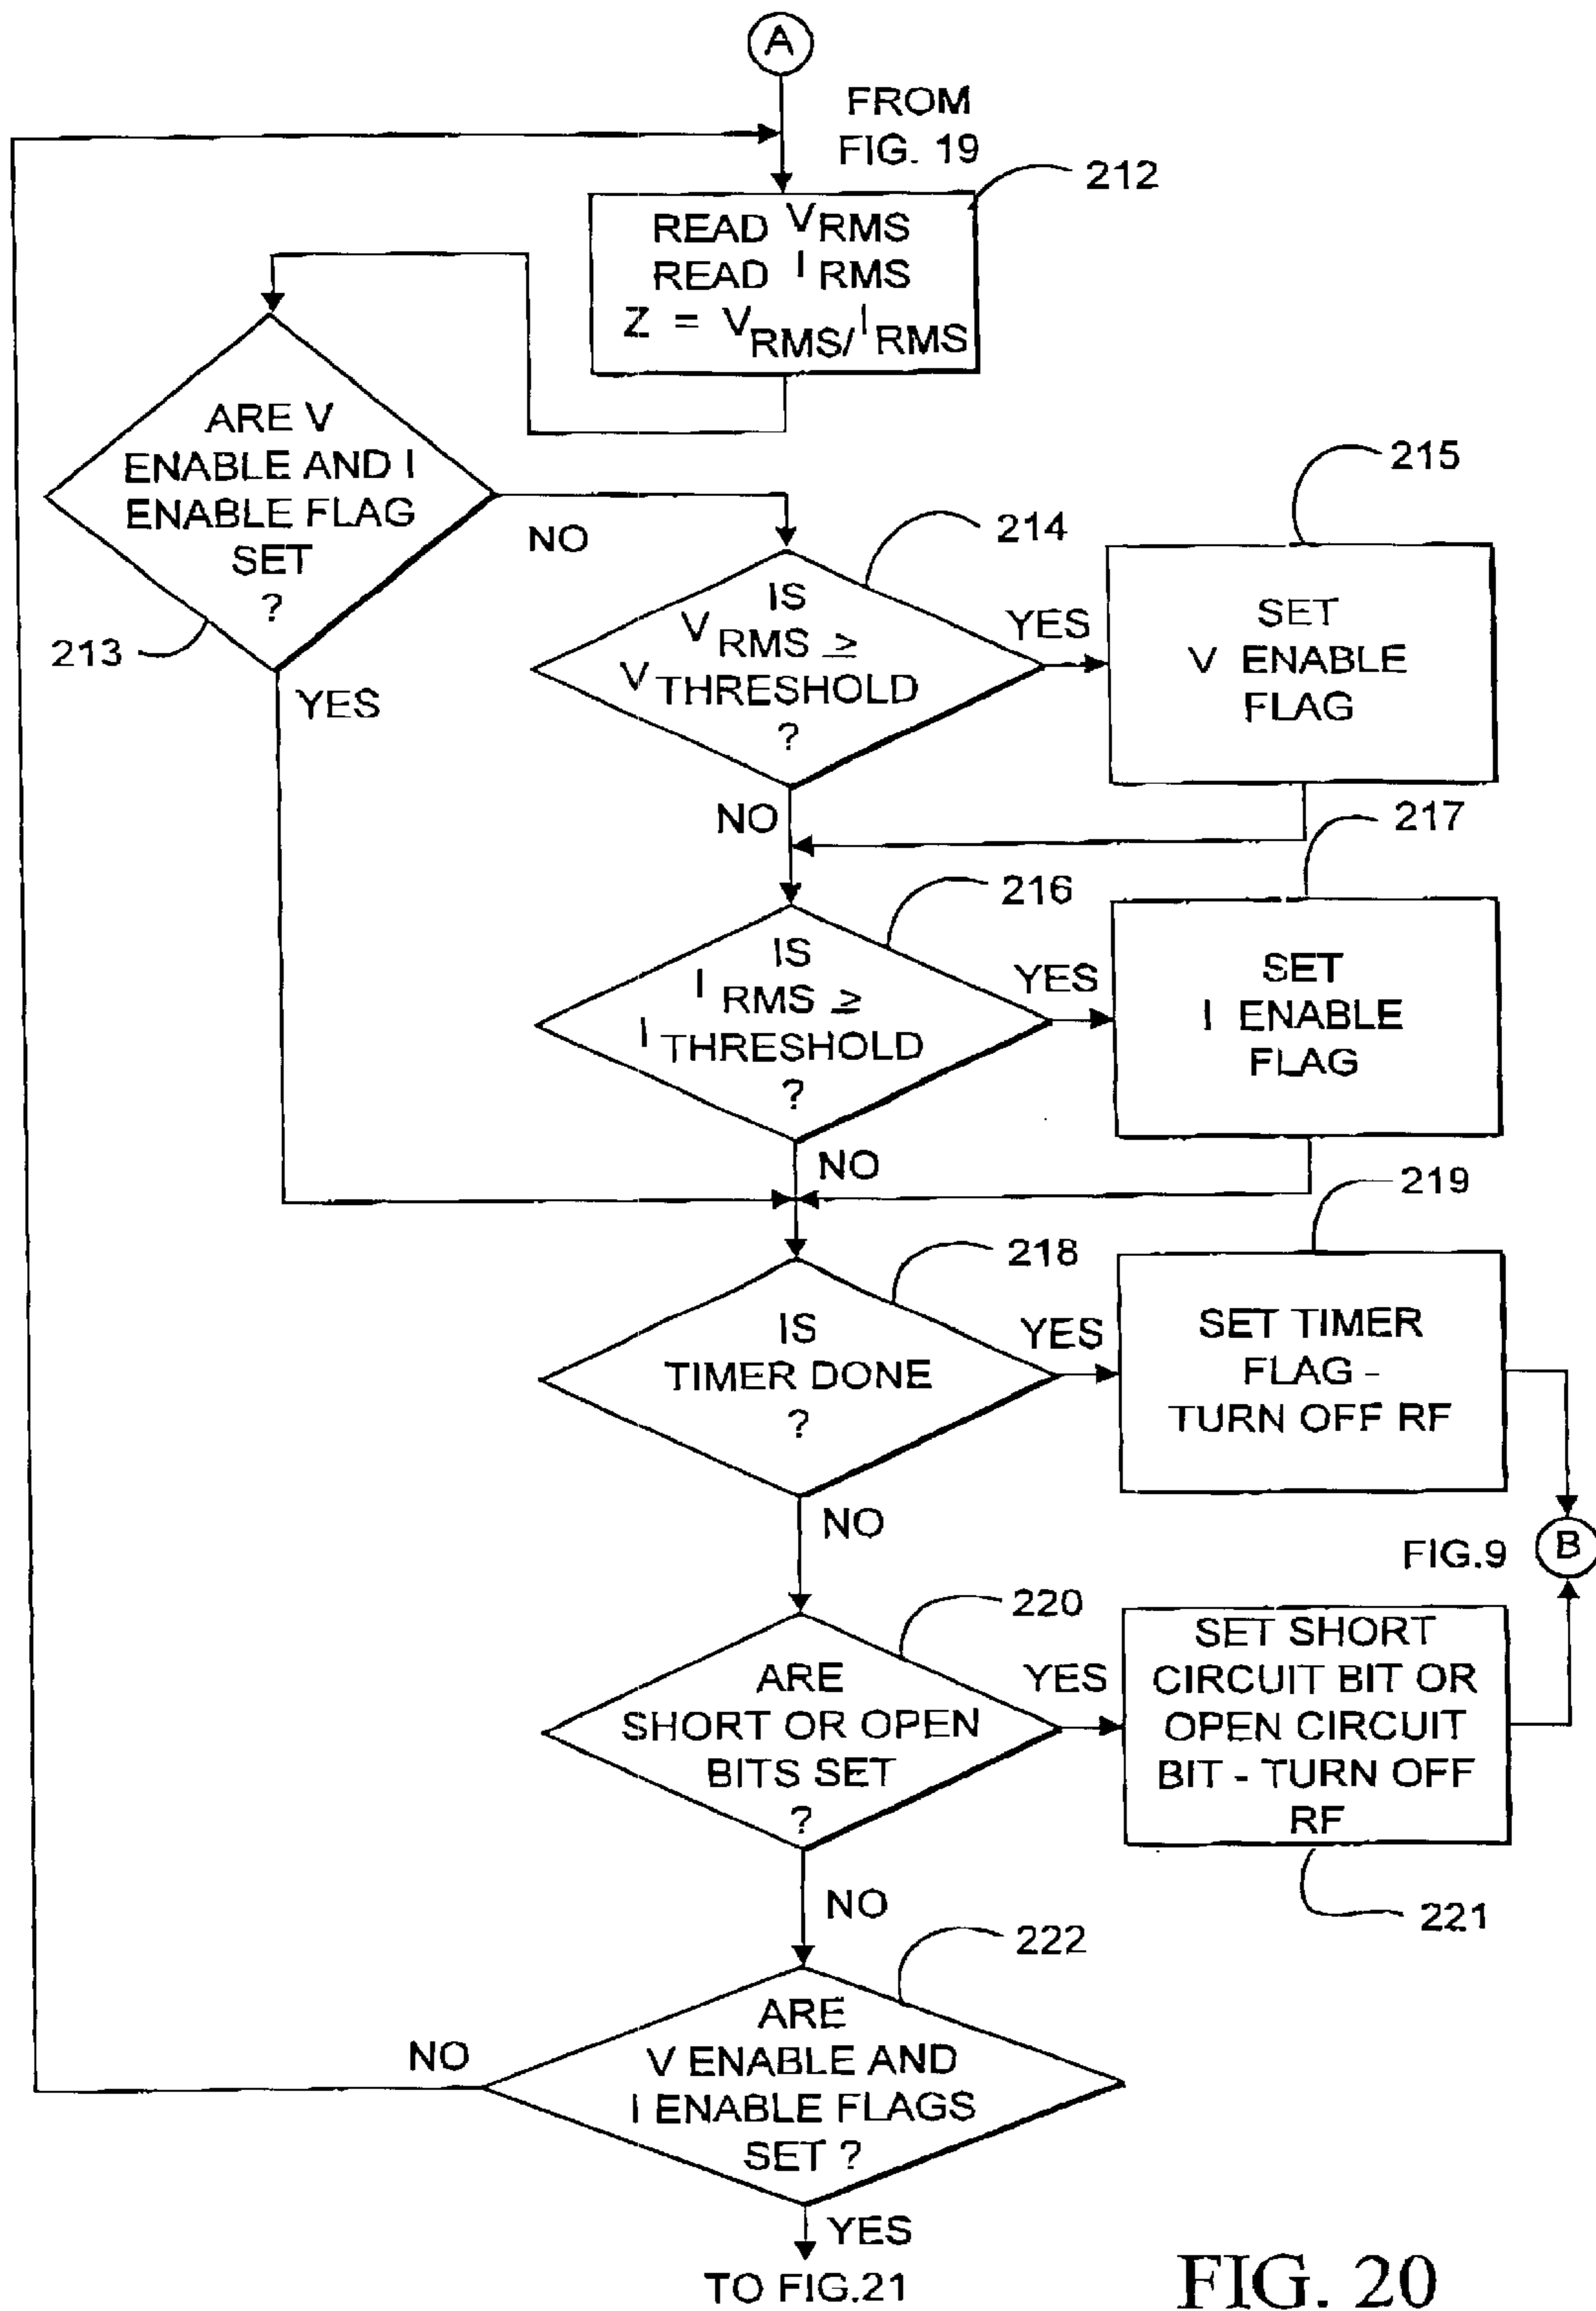 A
FROM
FIG. 19
212
READ VRMS
READ IRMS
Z = VRMS/IRMS
ARE V
ENABLE AND I
ENABLE FLAG
SET
?
213
NO
YES
214
IS
VRMS ≥
VTHRESHOLD
?
YES
NO
215
SET
V ENABLE
FLAG
216
IS
IRMS ≥
ITHRESHOLD
?
YES
NO
217
SET
I ENABLE
FLAG
218
IS
TIMER DONE
?
YES
NO
219
SET TIMER
FLAG -
TURN OFF RF
FIG.9
B
220
ARE
SHORT OR OPEN
BITS SET
?
YES
NO
SET SHORT
CIRCUIT BIT OR
OPEN CIRCUIT
BIT - TURN OFF
RF
221
222
ARE
V ENABLE AND
I ENABLE FLAGS
SET ?
NO
YES
TO FIG.21
FIG. 20